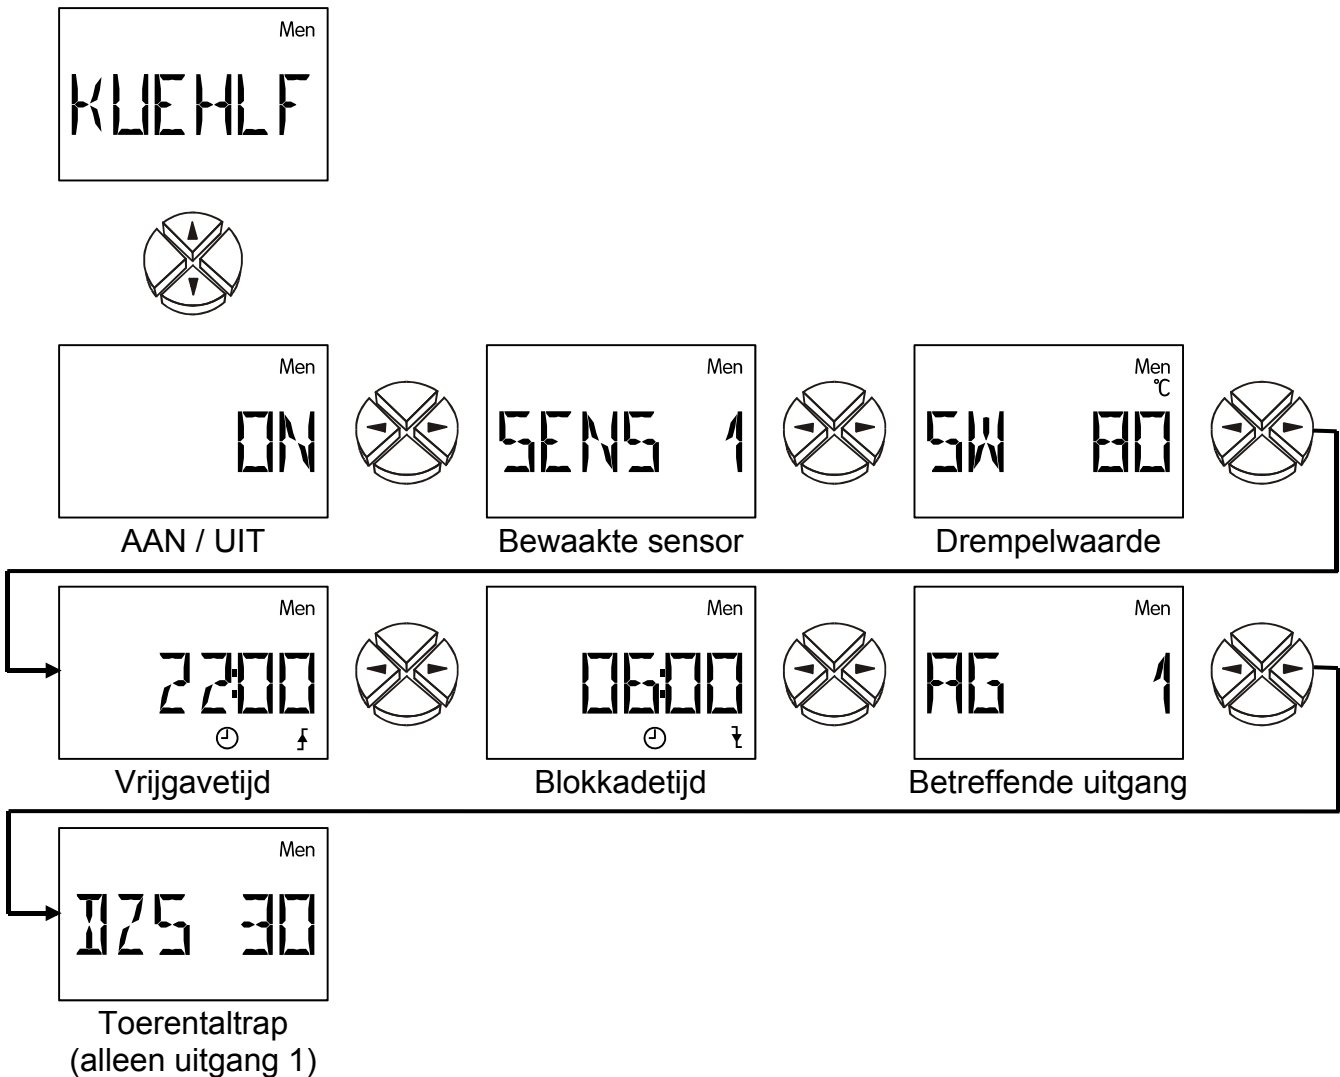 Men
KUEHLF
Men
ON
AAN / UIT
Men
SENS 1
Bewaakte sensor
Men
°C
SW 80
Drempelwaarde
Men
22:00
Vrijgavetijd
Men
06:00
Blokkadetijd
Men
AG 1
Betreffende uitgang
Men
DZS 30
Toerentaltrap
(alleen uitgang 1)